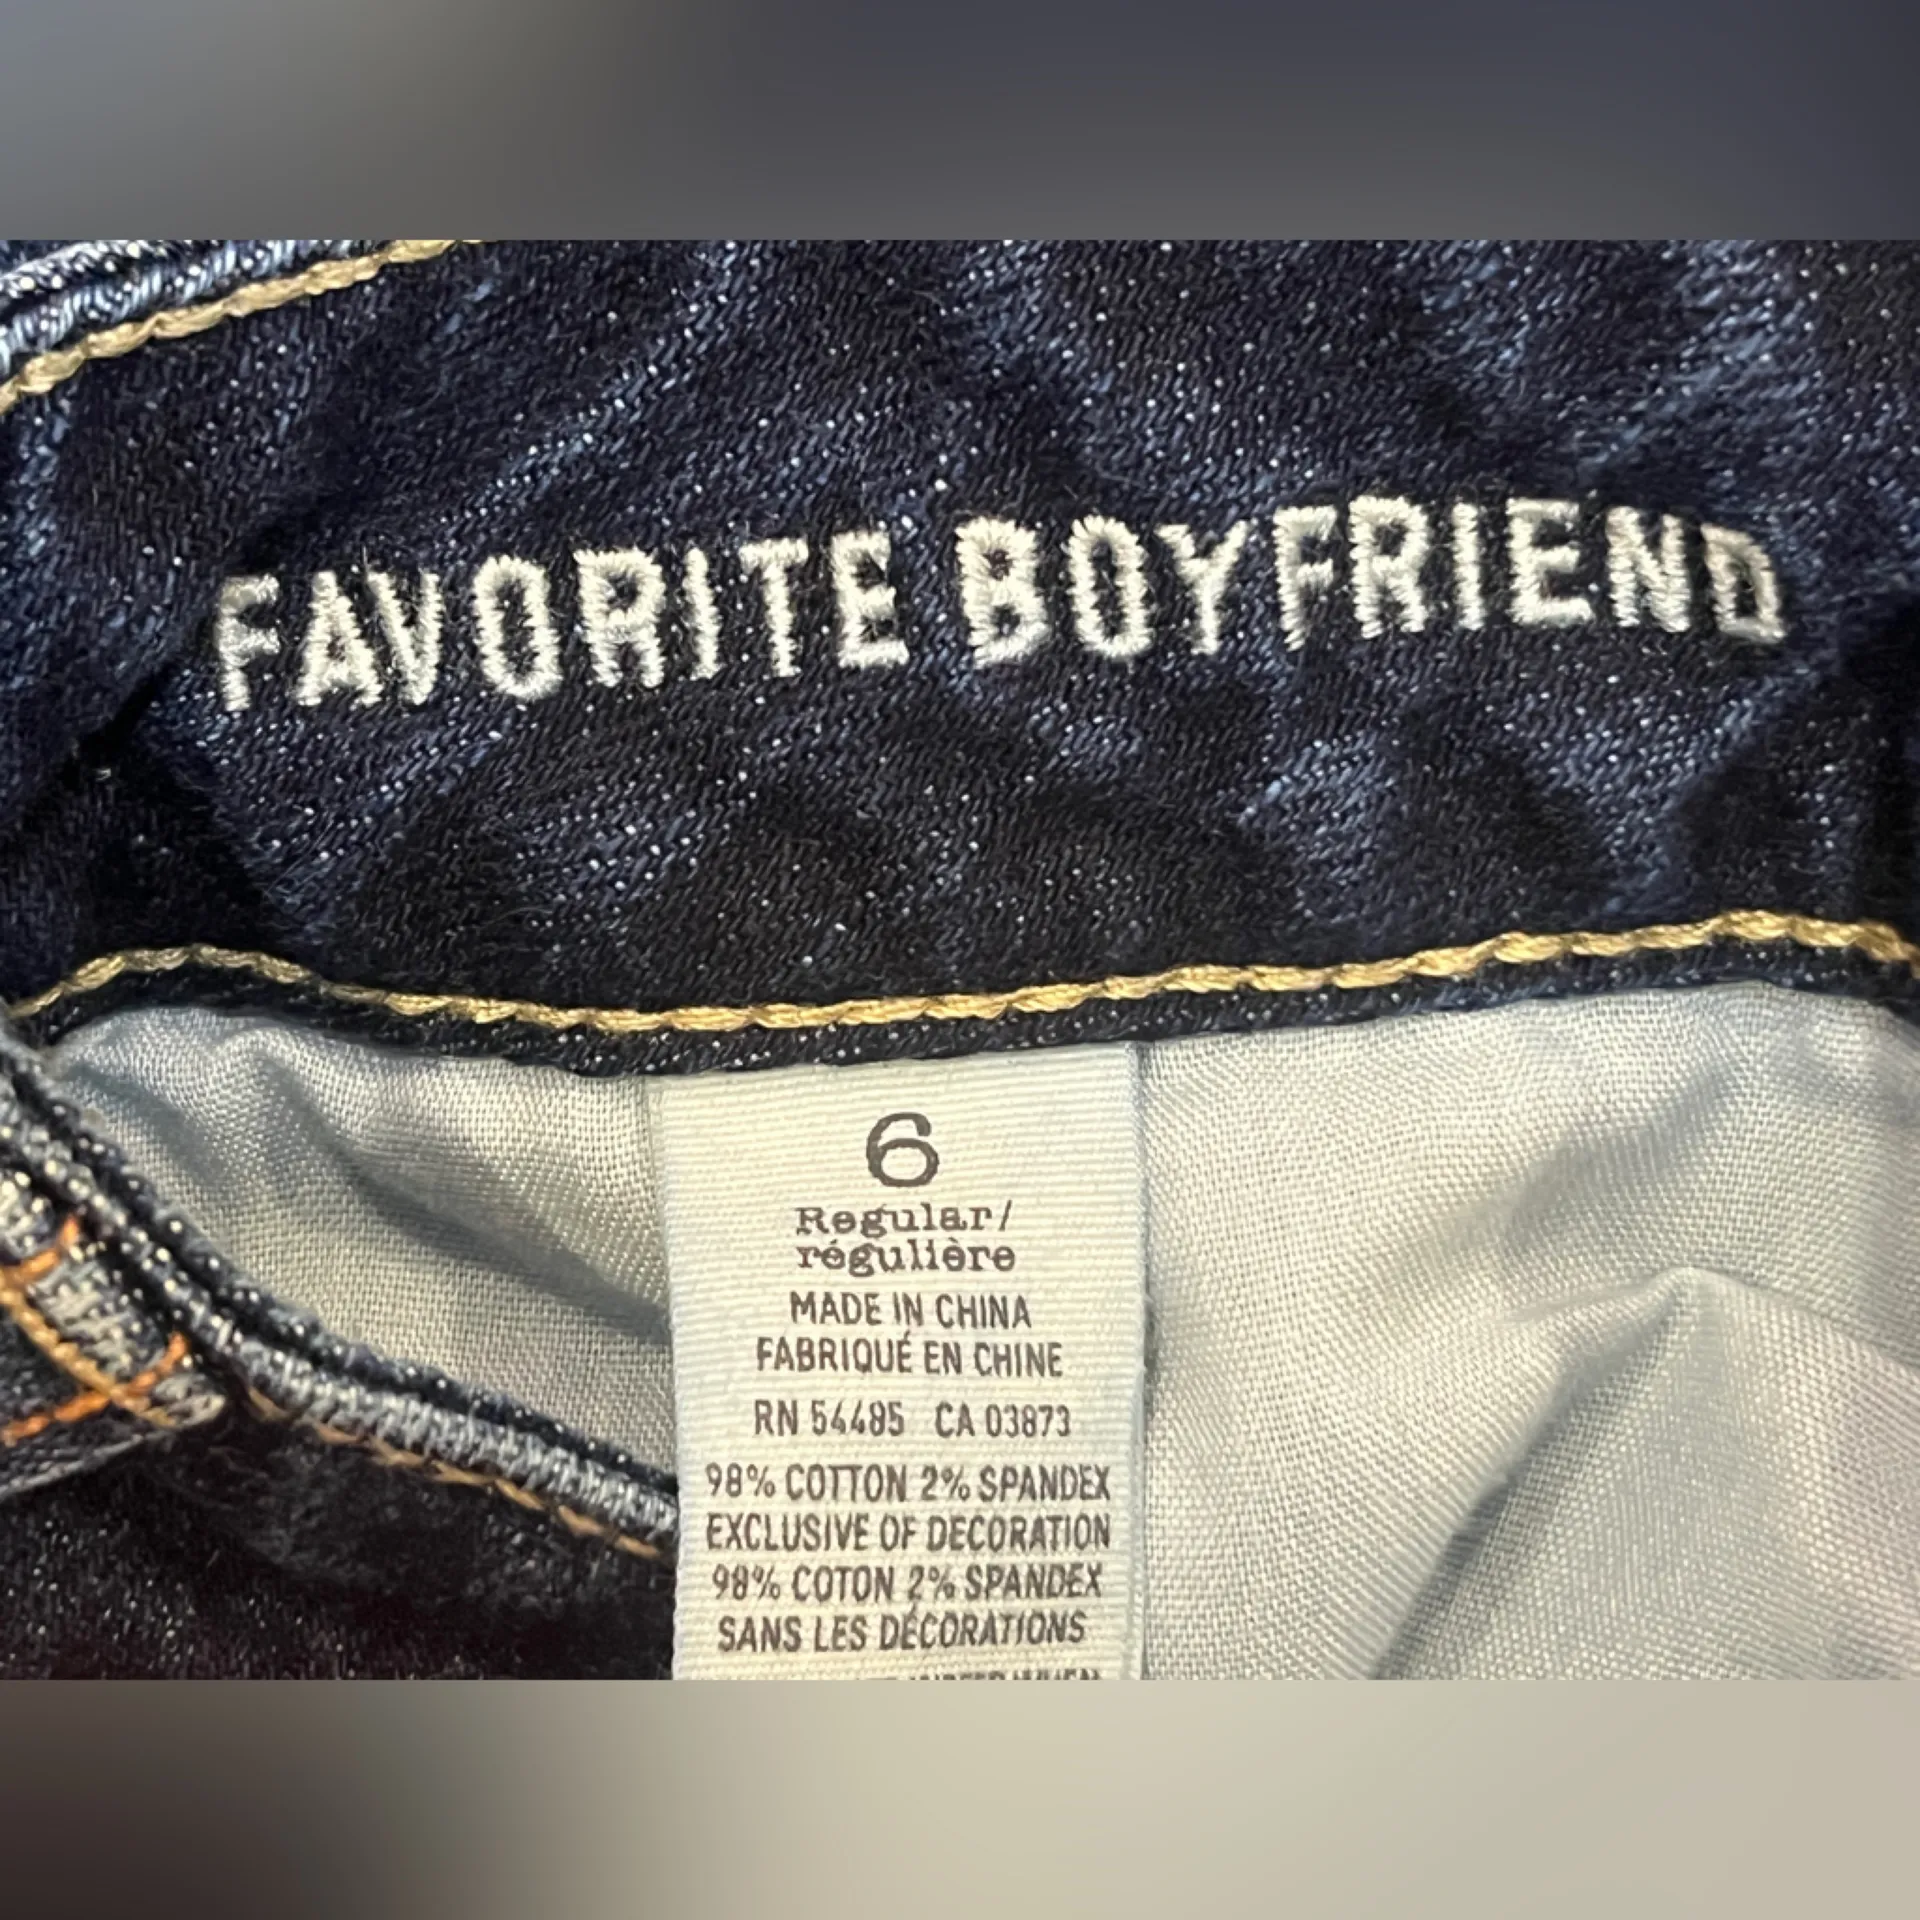 FAVORITE BOYFRIEND
6
Regular/
régulière
MADE IN CHINA
FABRIQUÉ EN CHINE
RN 54485 CA 03873
98% COTTON 2% SPANDEX
EXCLUSIVE OF DECORATION
98% COTON 2% SPANDEX
SANS LES DÉCORATIONS